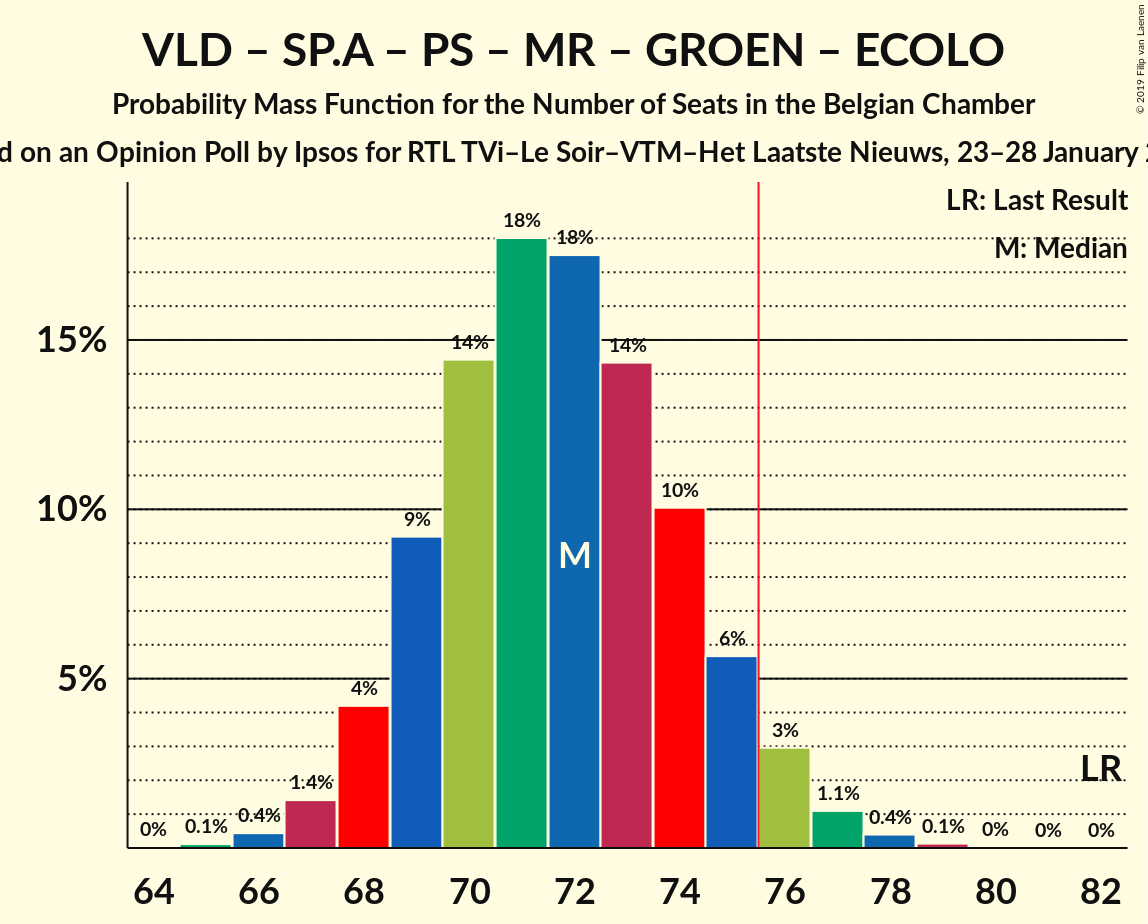 VLD – SP.A – PS – MR – GROEN – ECOLO
Probability Mass Function for the Number of Seats in the Belgian Chamber
d on an Opinion Poll by Ipsos for RTL TVi–Le Soir–VTM–Het Laatste Nieuws, 23–28 January
© 2019 Filip van Laenen
LR: Last Result
M: Median
15%
10%
5%
0%
0.1%
0.4%
1.4%
4%
9%
14%
18%
18%
14%
10%
6%
3%
1.1%
0.4%
0.1%
0%
0%
0%
M
LR
64 66 68 70 72 74 76 78 80 82